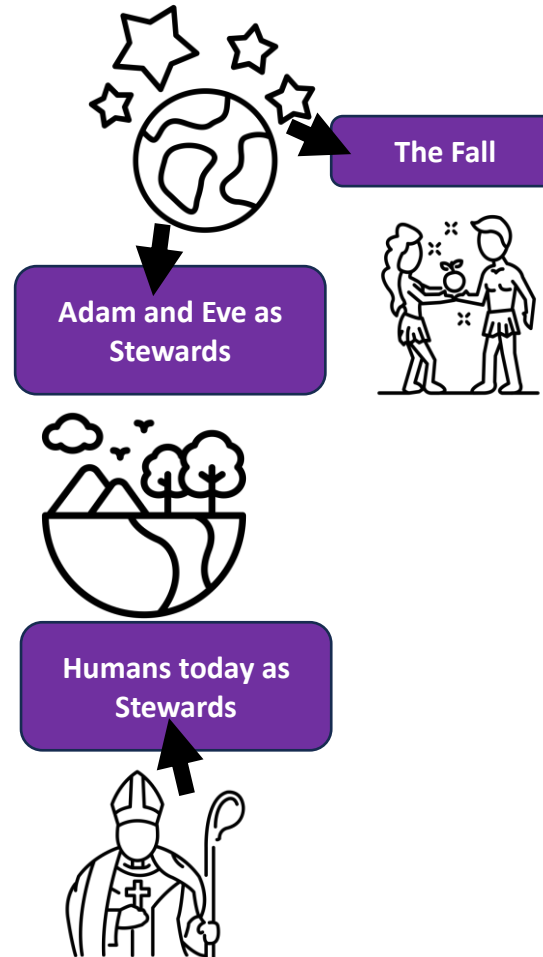 The Fall
Adam and Eve as
Stewards
Humans today as
Stewards